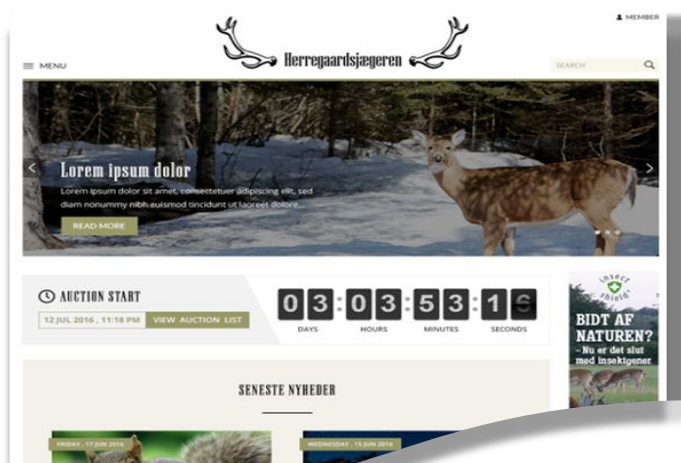 MEMBER
Herregaardsjægeren
MENU
SEARCH
Lorem ipsum dolor
Lorem ipsum dolor sit amet, consectetuer adipiscing elit, sed
diam nonummy nibh euismod tincidunt ut laoreet dolore...
READ MORE
AUCTION START
12 JUL 2016 , 11:18 PM
VIEW AUCTION LIST
03:03:53:16
DAYS HOURS MINUTES SECONDS
insect
shield
BIDT AF
NATUREN?
- Nu er det slut
med insektgener
SENESTE NYHEDER
FRIDAY , 17 JUN 2016
WEDNESDAY , 15 JUN 2016